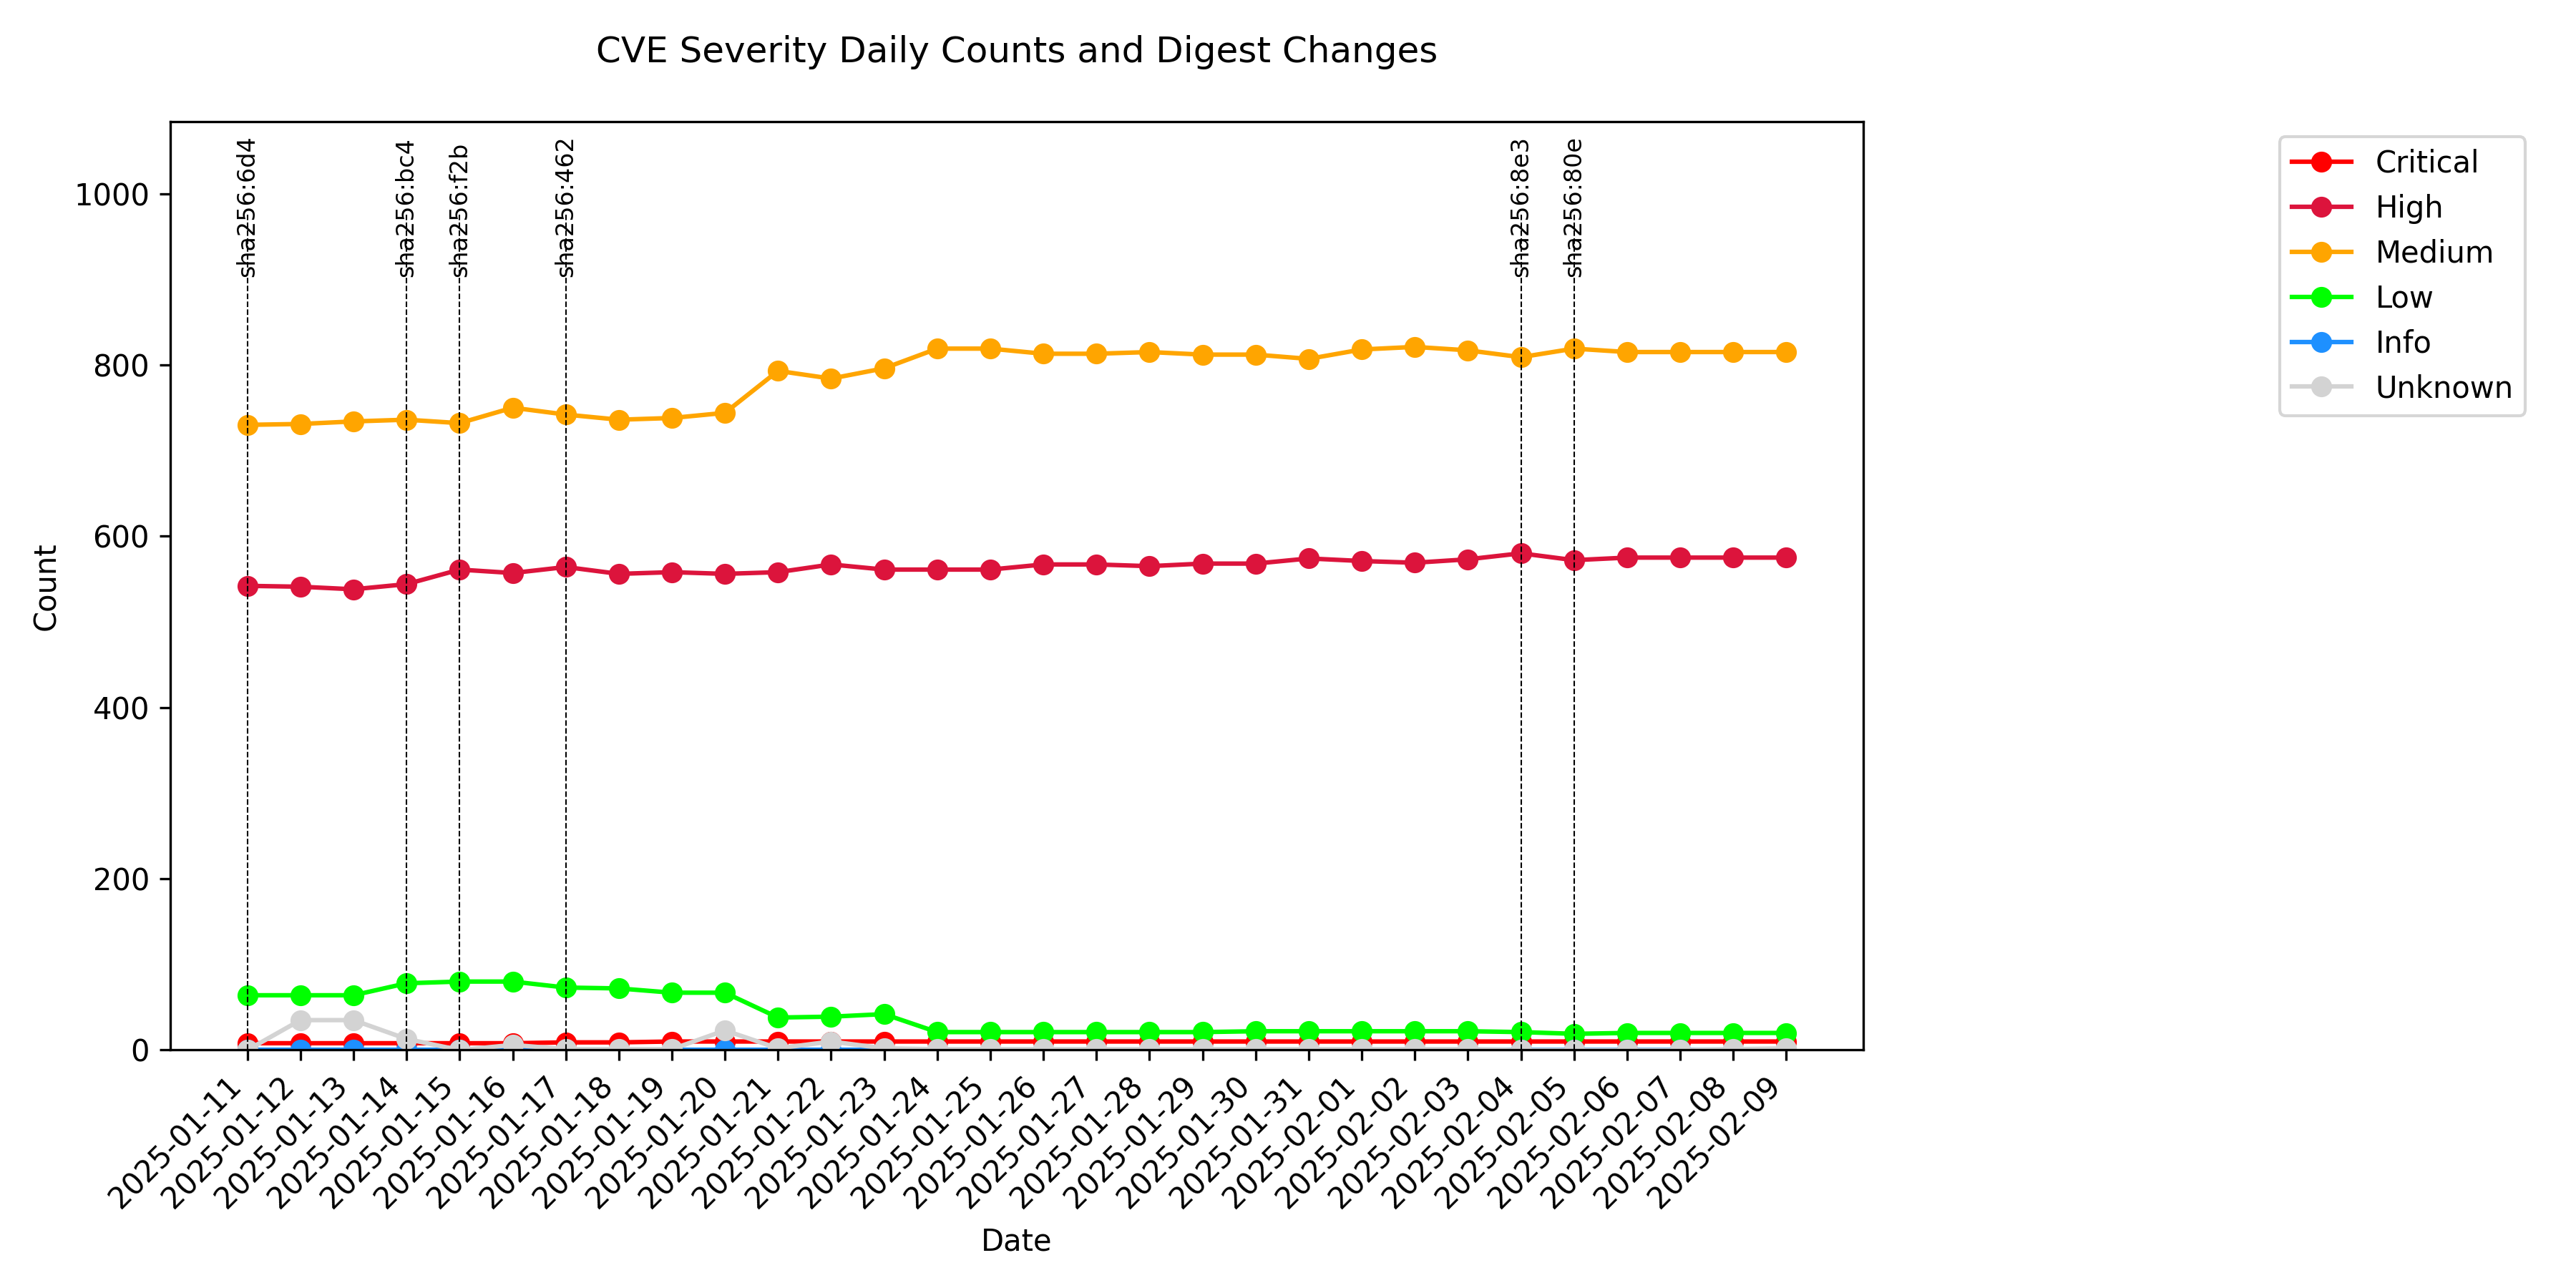 CVE Severity Daily Counts and Digest Changes
sha256:6d4
sha256:bc4
sha256:f2b
sha256:462
sha256:8e3
sha256:80e
Critical
High
Medium
Low
Info
Unknown
Count
1000
800
600
400
200
0
2025-01-11
2025-01-12
2025-01-13
2025-01-14
2025-01-15
2025-01-16
2025-01-17
2025-01-18
2025-01-19
2025-01-20
2025-01-21
2025-01-22
2025-01-23
2025-01-24
2025-01-25
2025-01-26
2025-01-27
2025-01-28
2025-01-29
2025-01-30
2025-01-31
2025-02-01
2025-02-02
2025-02-03
2025-02-04
2025-02-05
2025-02-06
2025-02-07
2025-02-08
2025-02-09
Date